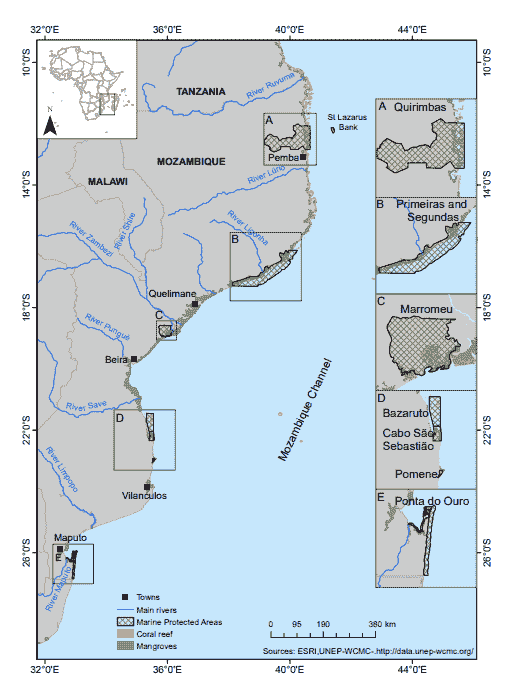 32°0'E 36°0'E 40°0'E 44°0'E
10°0'S
14°0'S
18°0'S
22°0'S
26°0'S
N
TANZANIA
River Ruvuma
A
St Lazarus
Bank
Pemba
MOZAMBIQUE
MALAWI
River Lúrio
River Shire
River Ligonha
River Zambezi
B
Quelimane
C
River Pungué
Beira
River Save
D
Mozambique Channel
Vilanculos
River Limpopo
Maputo
E
River Maputo
A
Quirimbas
B
Primeiras and
Segundas
C
Marromeu
D
Bazaruto
Cabo São
Sebastião
Pomene
E
Ponta do Ouro
10°0'S
14°0'S
18°0'S
22°0'S
26°0'S
Towns
Main rivers
Marine Protected Areas
Coral reef
Mangroves
0 95 190 380 km
Sources: ESRI,UNEP-WCMC-.http://data.unep-wcmc.org/
32°0'E 36°0'E 40°0'E 44°0'E